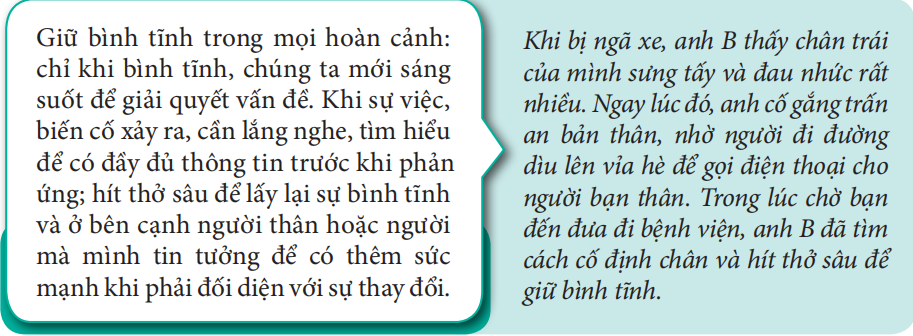 Giữ bình tĩnh trong mọi hoàn cảnh:
chỉ khi bình tĩnh, chúng ta mới sáng
suốt để giải quyết vấn đề. Khi sự việc,
biến cố xảy ra, cần lắng nghe, tìm hiểu
để có đầy đủ thông tin trước khi phản
ứng; hít thở sâu để lấy lại sự bình tĩnh
và ở bên cạnh người thân hoặc người
mà mình tin tưởng để có thêm sức
mạnh khi phải đối diện với sự thay đổi.
Khi bị ngã xe, anh B thấy chân trái
của mình sưng tấy và đau nhức rất
nhiều. Ngay lúc đó, anh cố gắng trấn
an bản thân, nhờ người đi đường
dìu lên vỉa hè để gọi điện thoại cho
người bạn thân. Trong lúc chờ bạn
đến đưa đi bệnh viện, anh B đã tìm
cách cố định chân và hít thở sâu để
giữ bình tĩnh.